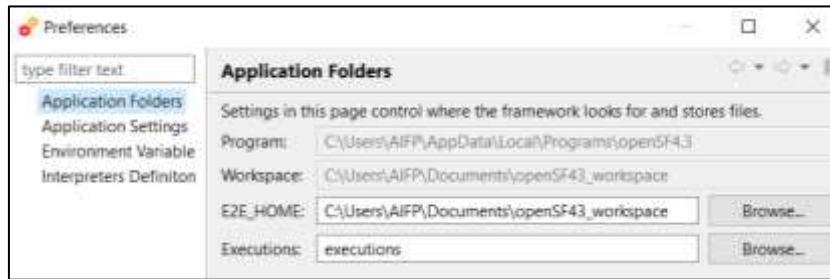 Preferences
type filter text
Application Folders
Application Settings
Environment Variable
Interpreters Definiton
Application Folders
Settings in this page control where the framework looks for and stores files.
Program: C:\Users\AIFP\AppData\Local\Programs\openSF4.3
Workspace: C:\Users\AIFP\Documents\openSF43_workspace
E2E_HOME: C:\Users\AIFP\Documents\openSF43_workspace Browse...
Executions: executions Browse...